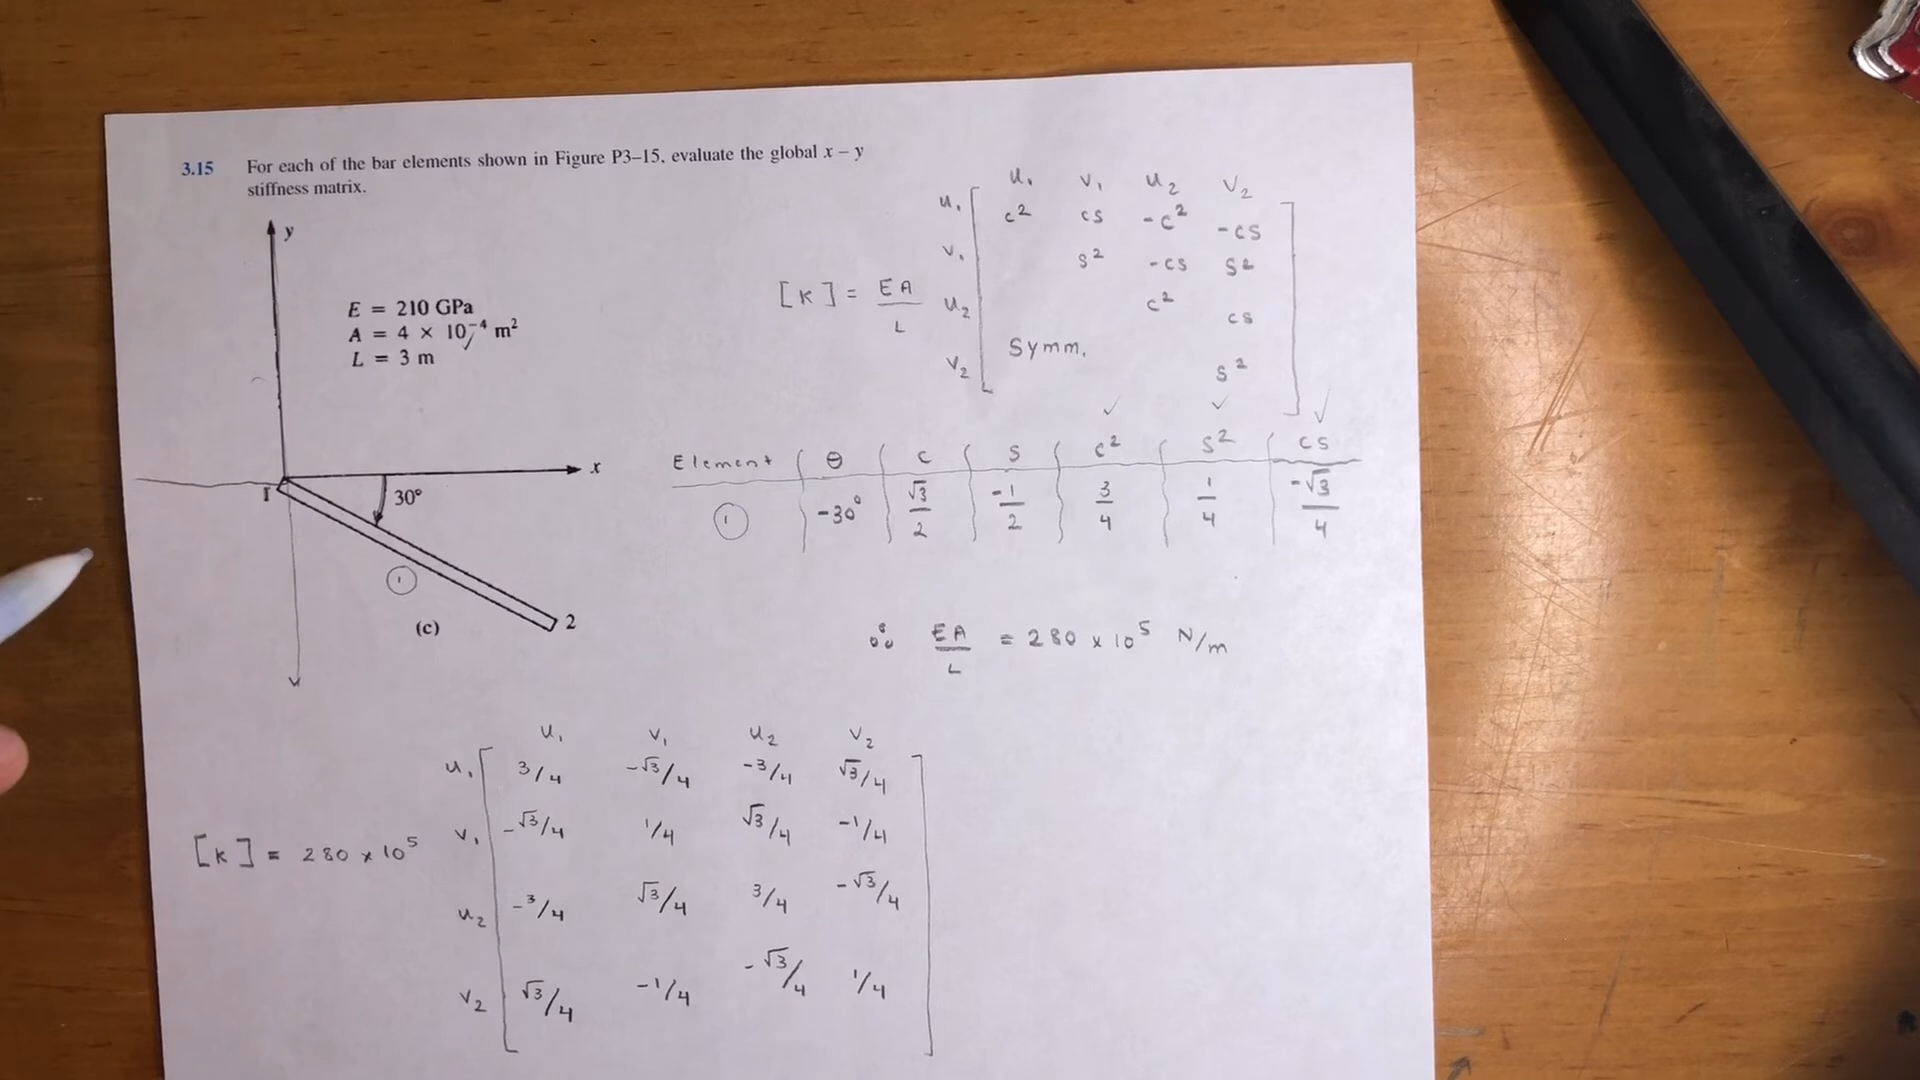 3.15 For each of the bar elements shown in Figure P3–15, evaluate the global x – y
stiffness matrix.
y
E = 210 GPa
A = 4 × 10⁻⁴ m²
L = 3 m
x
1
30°
①
2
(c)
u₁ v₁ u₂ v₂
u₁ c² cs -c² -cs
v₁ s² -cs s²
[K] = EA/L
u₂ c² cs
v₂ Symm. s²
✓ ✓ ✓
Element θ c s c² s² cs
① -30° √3/2 -1/2 3/4 1/4 -√3/4
∴ EA/L = 280 × 10⁵ N/m
u₁ v₁ u₂ v₂
u₁ 3/4 -√3/4 -3/4 √3/4
v₁ -√3/4 1/4 √3/4 -1/4
[K] = 280 × 10⁵
u₂ -3/4 √3/4 3/4 -√3/4
v₂ √3/4 -1/4 -√3/4 1/4